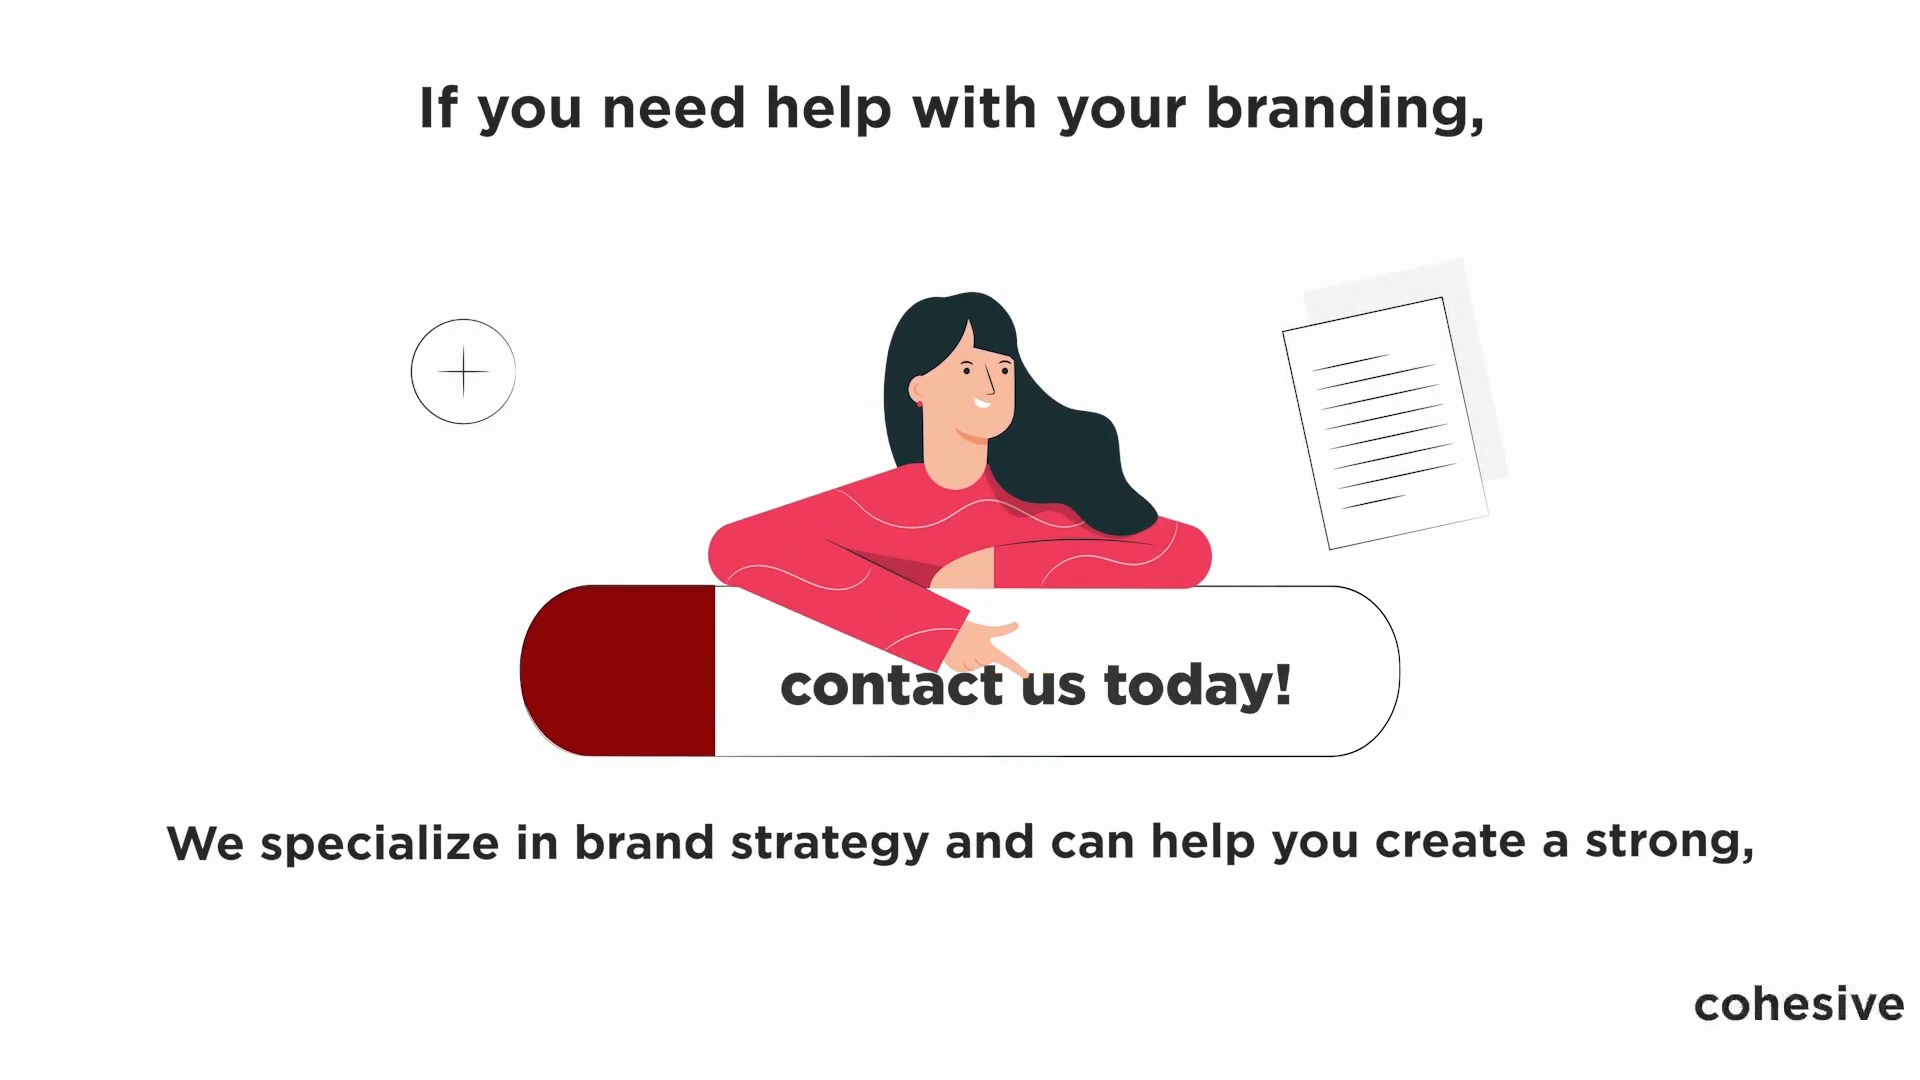 If you need help with your branding,
contact us today!
We specialize in brand strategy and can help you create a strong,
cohesive